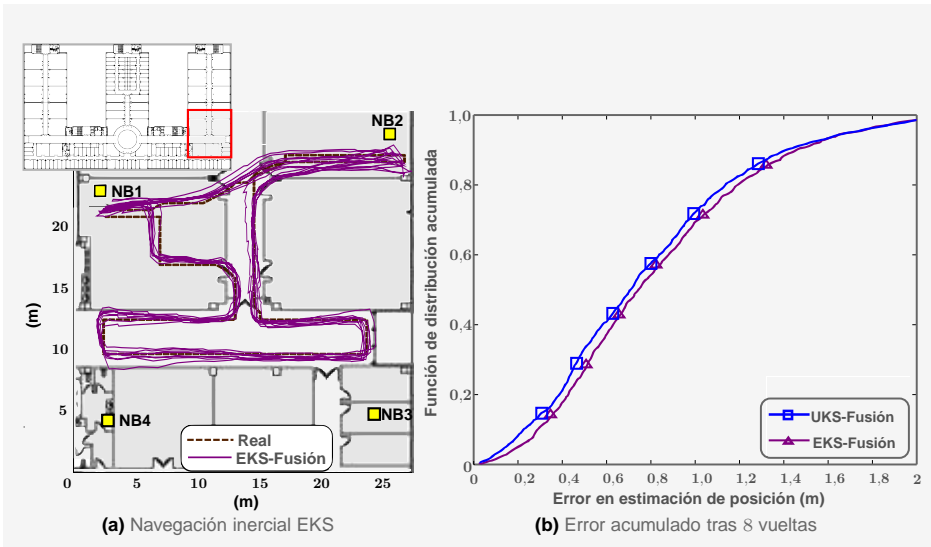 NB2
NB1
NB3
NB4
20
15
10
5
(m)
Real
EKS-Fusión
0
5
10
15
20
25
(m)
(a) Navegación inercial EKS
Función de distribución acumulada
1.0
0.8
0.6
0.4
0.2
0
UKS-Fusión
EKS-Fusión
0
0,2
0,4
0,6
0,8
1.0
1,2
1,4
1,6
1,8
2
Error en estimación de posición (m)
(b) Error acumulado tras 8 vueltas